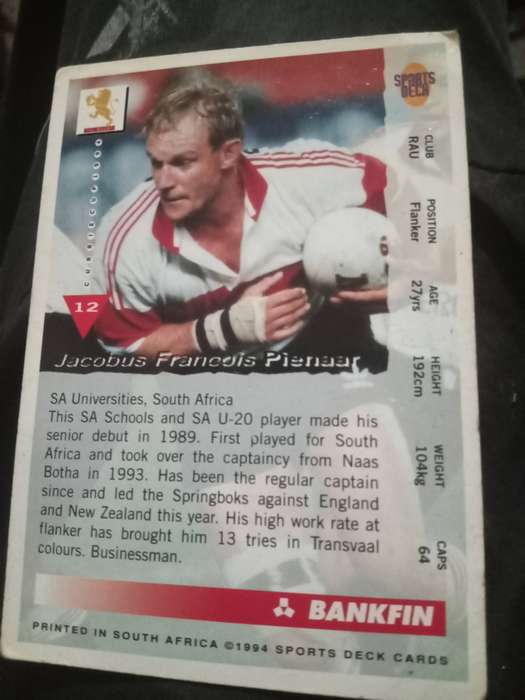 SPORTS
DECK
CURRIECUP1994
12
Jacobus Francois Pienaar
CLUB
RAU
POSITION
Flanker
AGE
27yrs
HEIGHT
192cm
WEIGHT
104kg
CAPS
64
SA Universities, South Africa
This SA Schools and SA U-20 player made his
senior debut in 1989. First played for South
Africa and took over the captaincy from Naas
Botha in 1993. Has been the regular captain
since and led the Springboks against England
and New Zealand this year. His high work rate at
flanker has brought him 13 tries in Transvaal
colours. Businessman.
BANKFIN
PRINTED IN SOUTH AFRICA ©1994 SPORTS DECK CARDS